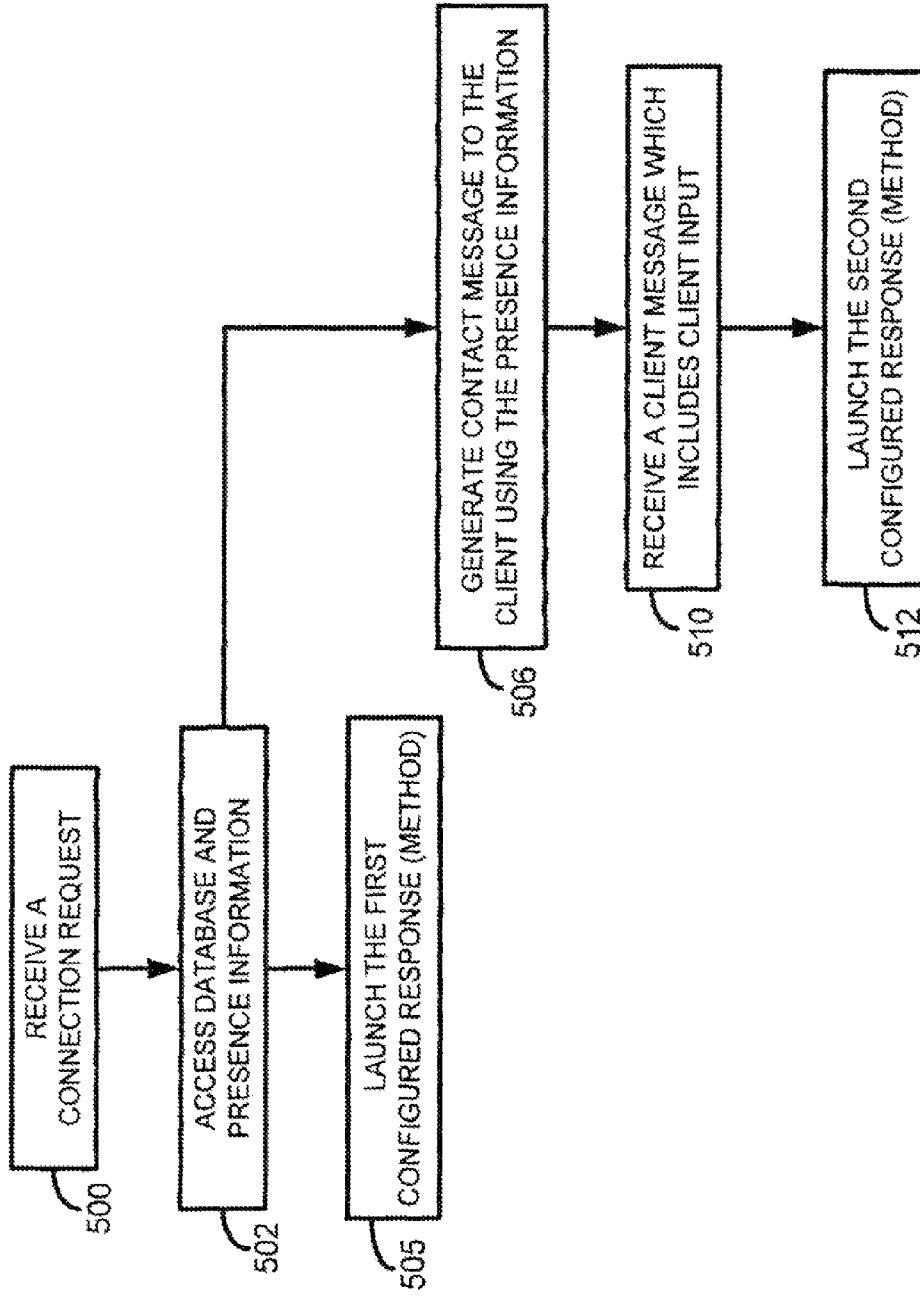 RECEIVE A
CONNECTION REQUEST
500
ACCESS DATABASE AND
PRESENCE INFORMATION
502
LAUNCH THE FIRST
CONFIGURED RESPONSE (METHOD)
505
GENERATE CONTACT MESSAGE TO THE
CLIENT USING THE PRESENCE INFORMATION
506
RECEIVE A CLIENT MESSAGE WHICH
INCLUDES CLIENT INPUT
510
LAUNCH THE SECOND
CONFIGURED RESPONSE (METHOD)
512